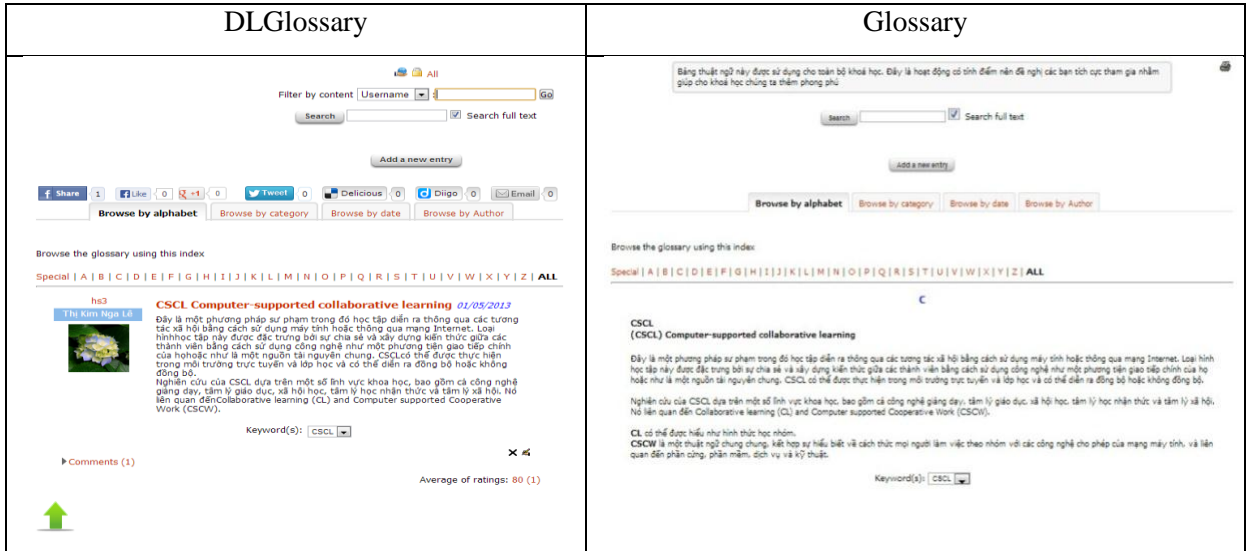 DLGlossary
All
Filter by content Username : Go
Search Search full text
Add a new entry
Share 1 Like 0 +1 0 Tweet 0 Delicious 0 Diigo 0 Email 0
Browse by alphabet Browse by category Browse by date Browse by Author
Browse the glossary using this index
Special | A | B | C | D | E | F | G | H | I | J | K | L | M | N | O | P | Q | R | S | T | U | V | W | X | Y | Z | ALL
hs3
Thị Kim Nga Lê
CSCL Computer-supported collaborative learning 01/05/2013
Đây là một phương pháp sư phạm trong đó học tập diễn ra thông qua các tương
tác xã hội bằng cách sử dụng máy tính hoặc thông qua mạng Internet. Loại
hìnhhoc tập này được đặc trưng bởi sự chia sẻ và xây dựng kiến thức giữa các
thành viên bằng cách sử dụng công nghệ như một phương tiện giao tiếp chính
của hohoặc như là một nguồn tài nguyên chung. CSCLcó thể được thực hiện
trong môi trường trực tuyến và lớp học và có thể diễn ra đồng bộ hoặc không
đồng bộ.
Nghiên cứu của CSCL dựa trên một số lĩnh vực khoa học, bao gồm cả công nghệ
giảng dạy, tâm lý giáo dục, xã hội học, tâm lý học nhận thức và tâm lý xã hội. Nó
liên quan đếnCollaborative learning (CL) and Computer supported Cooperative
Work (CSCW).
Keyword(s): CSCL
Comments (1)
Average of ratings: 80 (1)
Glossary
Bảng thuật ngữ này được sử dụng cho toàn bộ khoá học. Đây là hoạt động có tính điểm nên đề nghị các bạn tích cực tham gia nhằm
giúp cho khoá học chúng ta thêm phong phú
Search Search full text
Add a new entry
Browse by alphabet Browse by category Browse by date Browse by Author
Browse the glossary using this index
Special | A | B | C | D | E | F | G | H | I | J | K | L | M | N | O | P | Q | R | S | T | U | V | W | X | Y | Z | ALL
C
CSCL
(CSCL) Computer-supported collaborative learning
Đây là một phương pháp sư phạm trong đó học tập diễn ra thông qua các tương tác xã hội bằng cách sử dụng máy tính hoặc thông qua mạng Internet. Loại hình
học tập này được đặc trưng bởi sự chia sẻ và xây dựng kiến thức giữa các thành viên bằng cách sử dụng công nghệ như một phương tiện giao tiếp chính của họ
hoặc như là một nguồn tài nguyên chung. CSCL có thể được thực hiện trong môi trường trực tuyến và lớp học và có thể diễn ra đồng bộ hoặc không đồng bộ.
Nghiên cứu của CSCL dựa trên một số lĩnh vực khoa học, bao gồm cả công nghệ giảng dạy, tâm lý giáo dục, xã hội học, tâm lý học nhận thức và tâm lý xã hội.
Nó liên quan đến Collaborative learning (CL) and Computer supported Cooperative Work (CSCW).
CL có thể được hiểu như hình thức học nhóm.
CSCW là một thuật ngữ chung chung, kết hợp sự hiểu biết về cách thức mọi người làm việc theo nhóm với các công nghệ cho phép của mạng máy tính, và liên
quan đến phần cứng, phần mềm, dịch vụ và kỹ thuật.
Keyword(s): CSCL